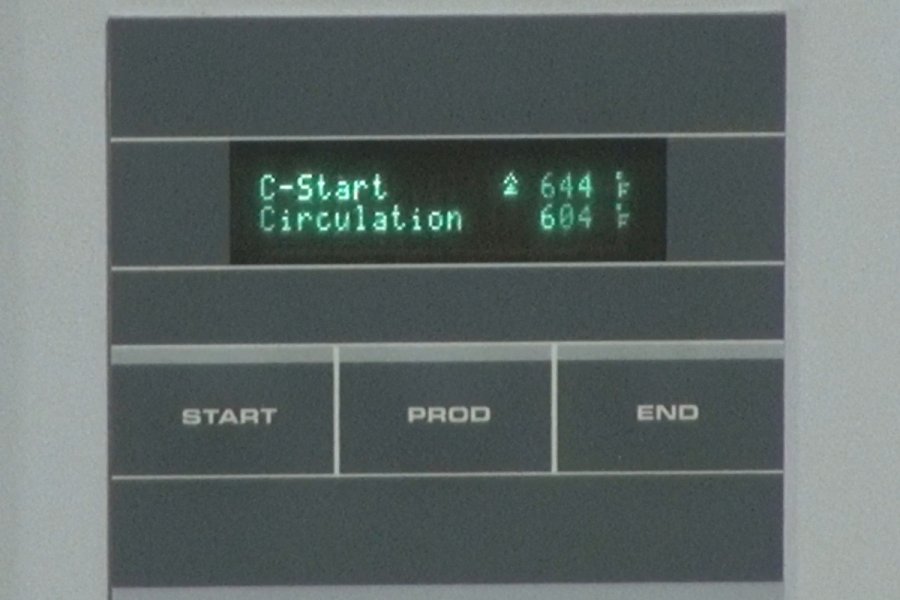 C-Start 644 °F
Circulation 604 °F
START PROD END